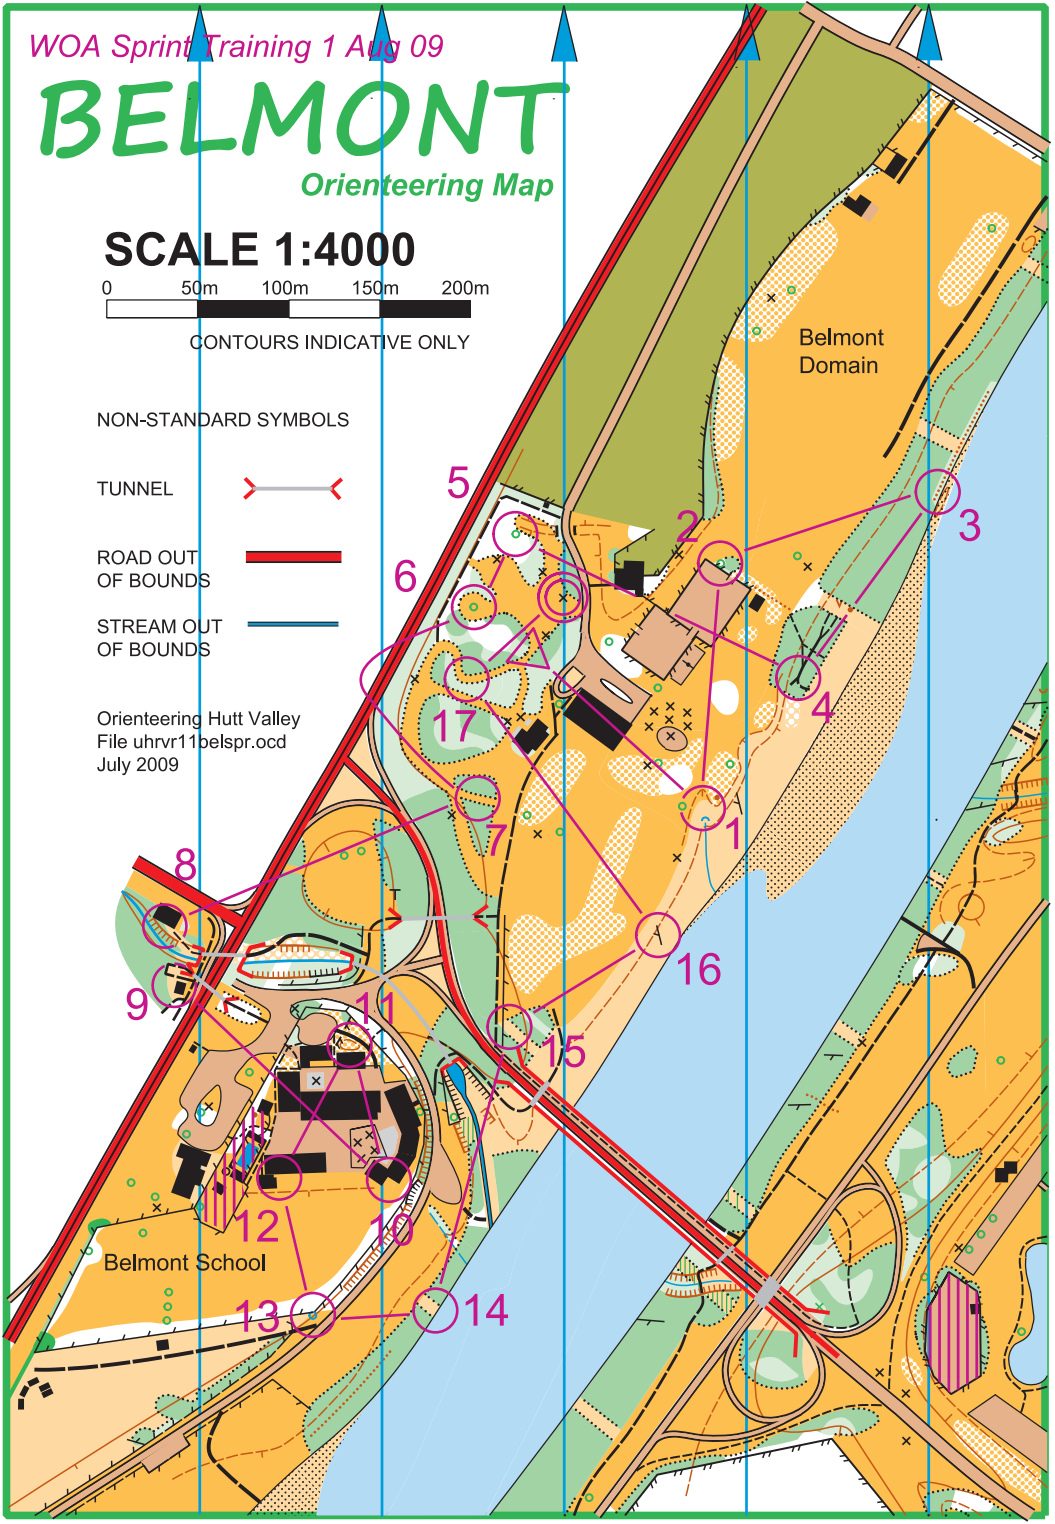 WOA Sprint Training 1 Aug 09
BELMONT
Orienteering Map
SCALE 1:4000
0 50m 100m 150m 200m
CONTOURS INDICATIVE ONLY
Belmont
Domain
NON-STANDARD SYMBOLS
TUNNEL
ROAD OUT
OF BOUNDS
STREAM OUT
OF BOUNDS
Orienteering Hutt Valley
File uhrvr11belspr.ocd
July 2009
5
2
3
6
4
17
1
7
8
16
9
11
15
12
10
Belmont School
13
14